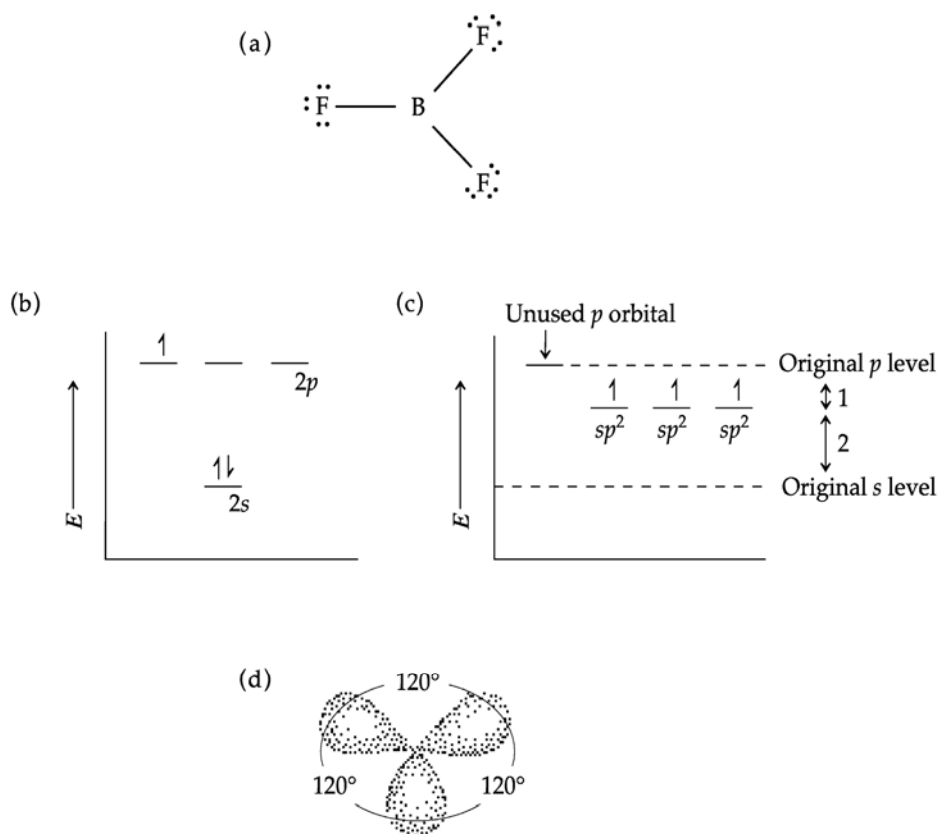 (a)
F
F B
F
(b)
2p
2s
E
(c)
Unused p orbital
Original p level
1
sp² sp² sp²
2
Original s level
E
(d)
120°
120° 120°